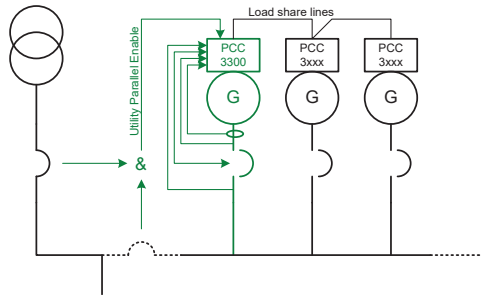 Load share lines
Utility Parallel Enable
PCC
3300
PCC
3xxx
PCC
3xxx
G
G
G
&